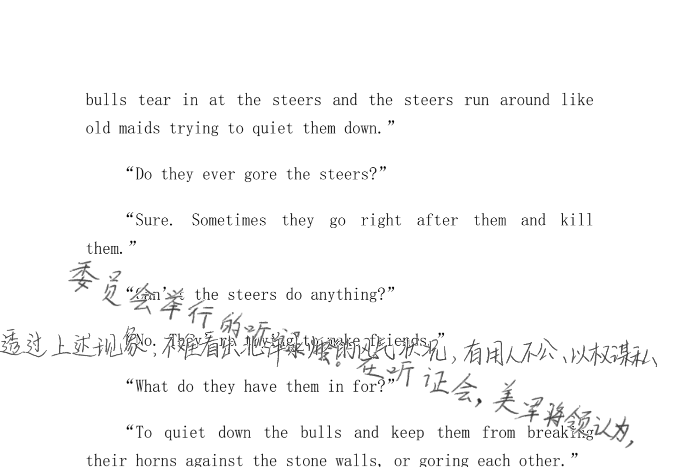 bulls tear in at the steers and the steers run around like
old maids trying to quiet them down.”
“Do they ever gore the steers?”
“Sure. Sometimes they go right after them and kill
them.”
“Can't the steers do anything?”
委员会举行的听证会。在听证会，美军将领认为，
“No. They're trying to make friends.”
透过上述现象，不难看出 风气状况，有用人不公、以权谋私
“What do they have them in for?”
“To quiet down the bulls and keep them from breaking
their horns against the stone walls, or goring each other.”